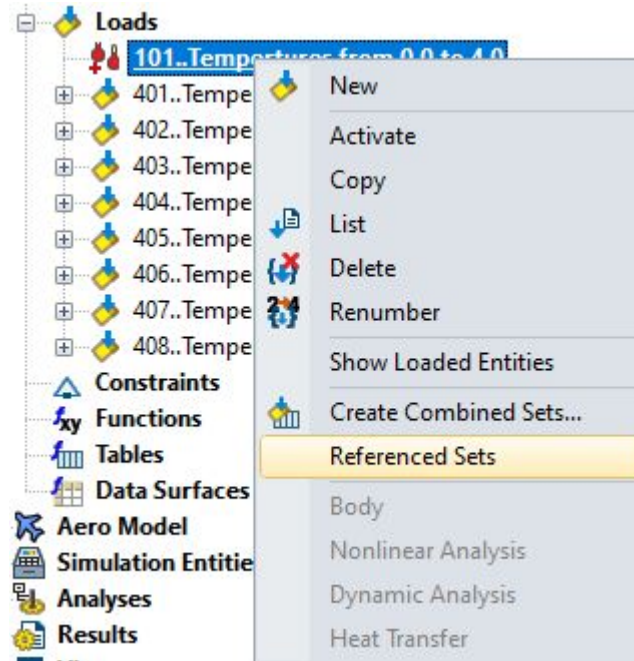 Loads
101..Tempertures from 0.0 to 4.0
New
401..Tempe
Activate
402..Tempe
Copy
403..Tempe
404..Tempe
List
405..Tempe
Delete
406..Tempe
Renumber
407..Tempe
408..Tempe
Show Loaded Entities
Constraints
Create Combined Sets...
Functions
Tables
Referenced Sets
Data Surfaces
Body
Aero Model
Nonlinear Analysis
Simulation Entitie
Dynamic Analysis
Analyses
Results
Heat Transfer